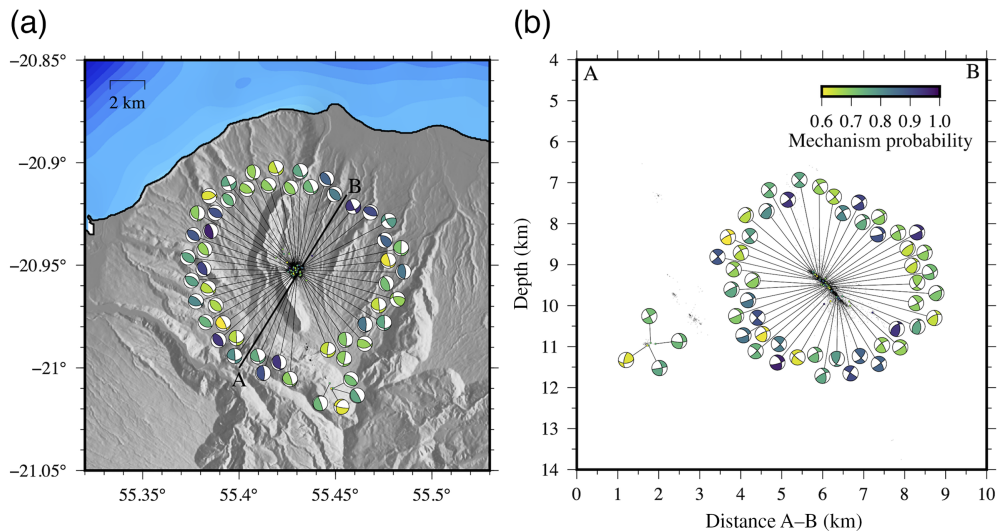 (a)
(b)
−20.85°
−20.9°
−20.95°
−21°
−21.05°
2 km
B
A
55.35°
55.4°
55.45°
55.5°
4
5
6
7
8
9
10
11
12
13
14
Depth (km)
A
B
0.6 0.7 0.8 0.9 1.0
Mechanism probability
0 1 2 3 4 5 6 7 8 9 10
Distance A–B (km)